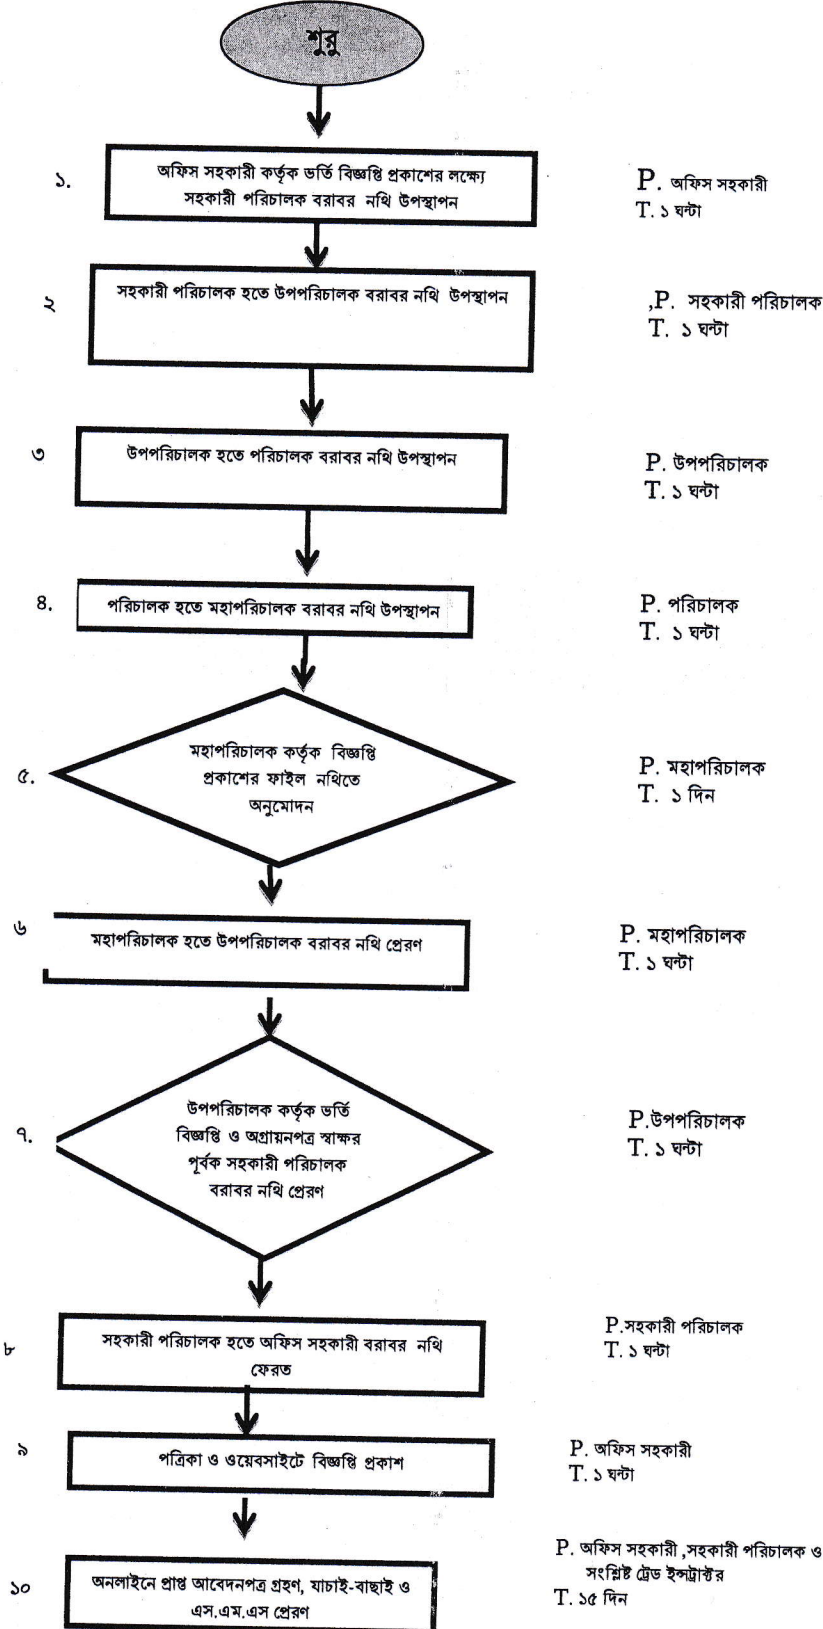 শুরু
১.
অফিস সহকারী কর্তৃক ভর্তি বিজ্ঞপ্তি প্রকাশের লক্ষ্যে
সহকারী পরিচালক বরাবর নথি উপস্থাপন
P. অফিস সহকারী
T. ১ ঘন্টা
২
সহকারী পরিচালক হতে উপপরিচালক বরাবর নথি উপস্থাপন
,P. সহকারী পরিচালক
T. ১ ঘন্টা
৩
উপপরিচালক হতে পরিচালক বরাবর নথি উপস্থাপন
P. উপপরিচালক
T. ১ ঘন্টা
৪.
পরিচালক হতে মহাপরিচালক বরাবর নথি উপস্থাপন
P. পরিচালক
T. ১ ঘন্টা
৫.
মহাপরিচালক কর্তৃক বিজ্ঞপ্তি
প্রকাশের ফাইল নথিতে
অনুমোদন
P. মহাপরিচালক
T. ১ দিন
৬
মহাপরিচালক হতে উপপরিচালক বরাবর নথি প্রেরণ
P. মহাপরিচালক
T. ১ ঘন্টা
৭.
উপপরিচালক কর্তৃক ভর্তি
বিজ্ঞপ্তি ও অগ্রায়নপত্র স্বাক্ষর
পূর্বক সহকারী পরিচালক
বরাবর নথি প্রেরণ
P.উপপরিচালক
T. ১ ঘন্টা
৮
সহকারী পরিচালক হতে অফিস সহকারী বরাবর নথি
ফেরত
P.সহকারী পরিচালক
T. ১ ঘন্টা
৯
পত্রিকা ও ওয়েবসাইটে বিজ্ঞপ্তি প্রকাশ
P. অফিস সহকারী
T. ১ ঘন্টা
১০
অনলাইনে প্রাপ্ত আবেদনপত্র গ্রহণ, যাচাই-বাছাই ও
এস.এম.এস প্রেরণ
P. অফিস সহকারী ,সহকারী পরিচালক ও
সংশ্লিষ্ট ট্রেড ইন্সট্রাক্টর
T. ১৫ দিন